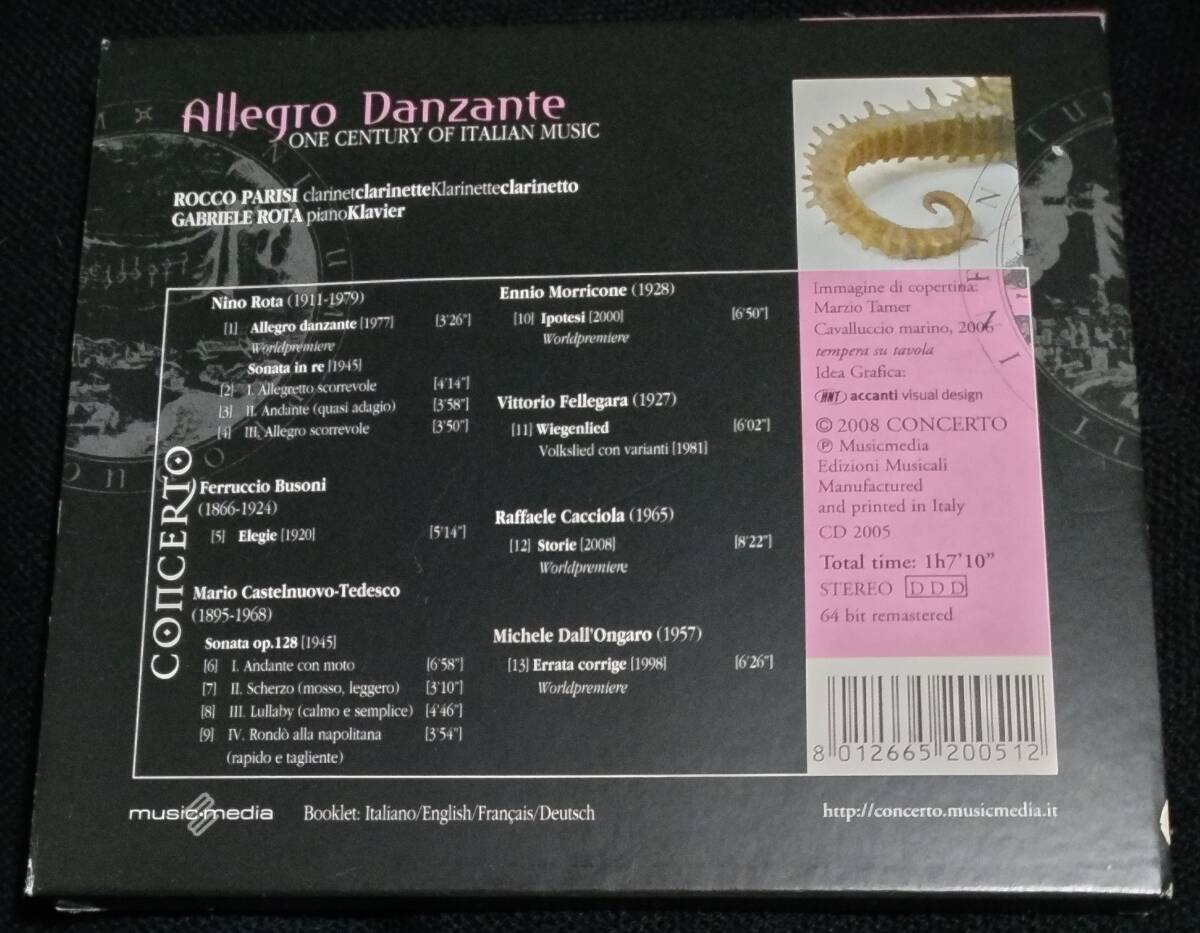 Allegro Danzante
ONE CENTURY OF ITALIAN MUSIC
ROCCO PARISI clarinetclarinetteKlarinetteclarinetto
GABRIELE ROTA pianoKlavier
CONCERTO
Nino Rota (1911-1979)
[1] Allegro danzante [1977] [3'26"]
Worldpremiere
Sonata in re [1945]
[2] I. Allegretto scorrevole [4'14"]
[3] II. Andante (quasi adagio) [3'58"]
[4] III. Allegro scorrevole [3'50"]
Ferruccio Busoni
(1866-1924)
[5] Elegie [1920] [5'14"]
Mario Castelnuovo-Tedesco
(1895-1968)
Sonata op.128 [1945]
[6] I. Andante con moto [6'58"]
[7] II. Scherzo (mosso, leggero) [3'10"]
[8] III. Lullaby (calmo e semplice) [4'46"]
[9] IV. Rondò alla napolitana [3'54"]
(rapido e tagliente)
Ennio Morricone (1928)
[10] Ipotesi [2000] [6'50"]
Worldpremiere
Vittorio Fellegara (1927)
[11] Wiegenlied [6'02"]
Volkslied con varianti [1981]
Raffaele Cacciola (1965)
[12] Storie [2008] [8'22"]
Worldpremiere
Michele Dall'Ongaro (1957)
[13] Errata corrige [1998] [6'26"]
Worldpremiere
Immagine di copertina:
Marzio Tamer
Cavalluccio marino, 2006
tempera su tavola
Idea Grafica:
accanti visual design
© 2008 CONCERTO
℗ Musicmedia
Edizioni Musicali
Manufactured
and printed in Italy
CD 2005
Total time: 1h7'10"
STEREO DDD
64 bit remastered
8 012665 200512
music media
Booklet: Italiano/English/Français/Deutsch
http://concerto.musicmedia.it